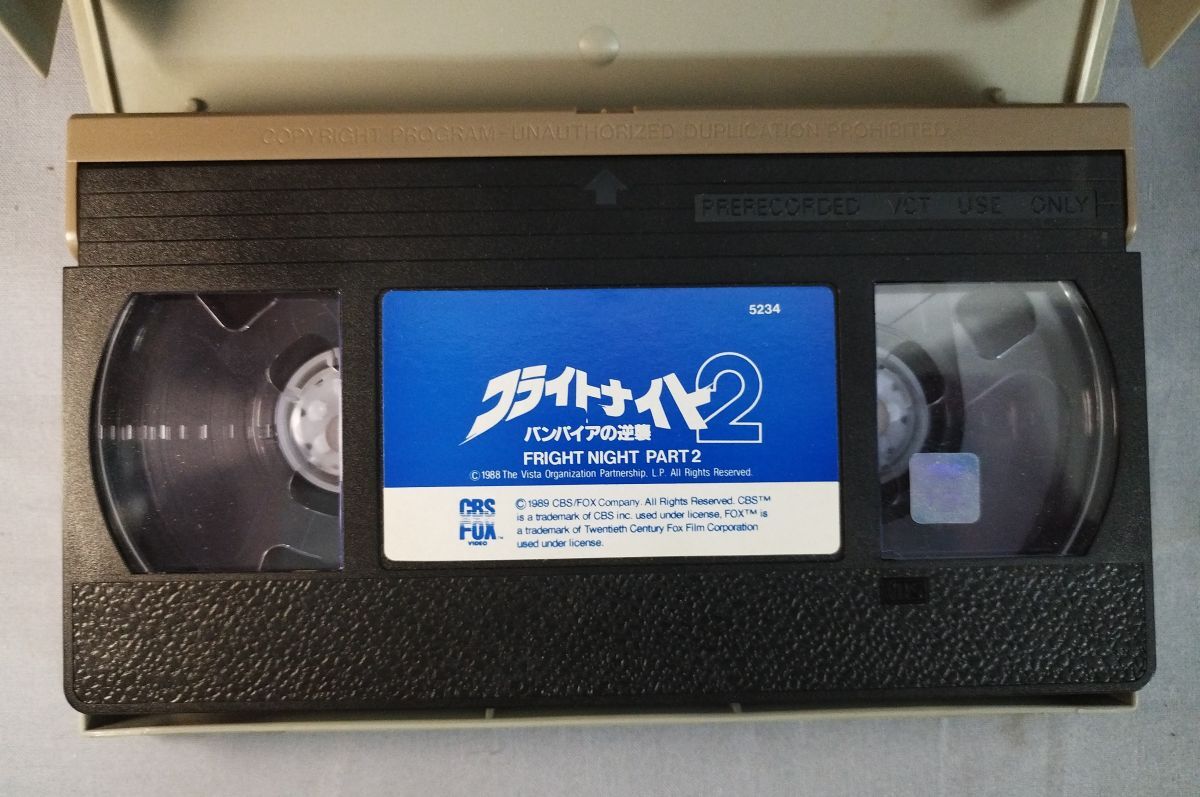 COPYRIGHT PROGRAM-UNAUTHORIZED DUPLICATION PROHIBITED
PRERECORDED VCT USE ONLY
5234
フライトナイト2
バンパイアの逆襲
FRIGHT NIGHT PART 2
©1988 The Vista Organization Partnership. L.P. All Rights Reserved.
CBS
FOX™
VIDEO
©1989 CBS/FOX Company. All Rights Reserved. CBS™
is a trademark of CBS inc. used under license, FOX™ is
a trademark of Twentieth Century Fox Film Corporation
used under license.